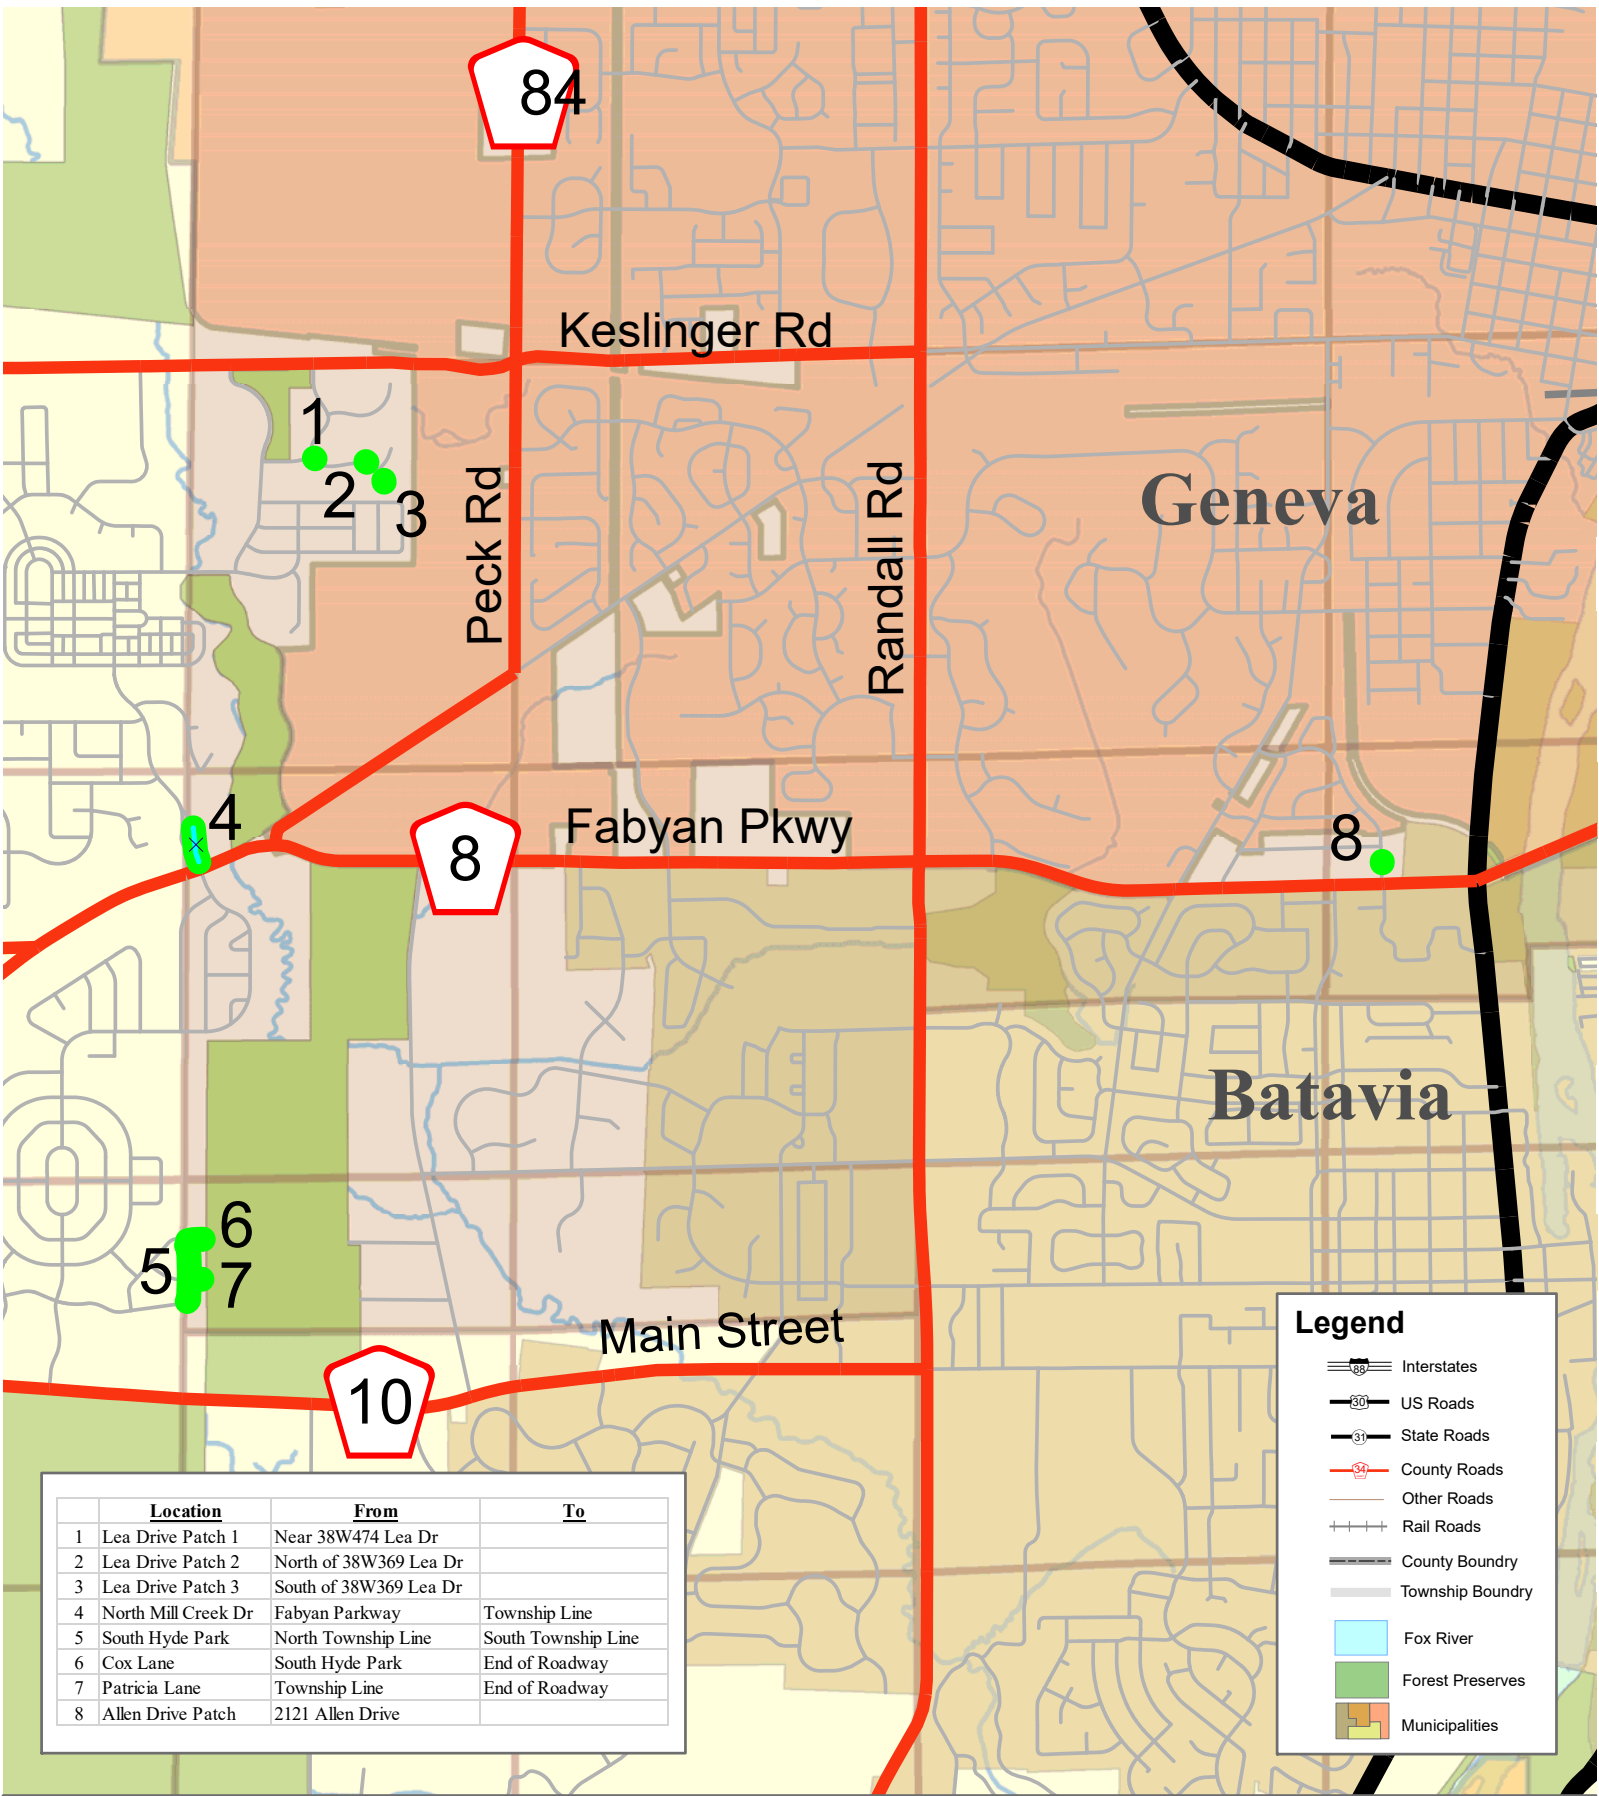 84
Keslinger Rd
1
2
3
Peck Rd
Randall Rd
Geneva
4
8
Fabyan Pkwy
8
Batavia
6
5
7
Main Street
10
Location From To
1 Lea Drive Patch 1 Near 38W474 Lea Dr
2 Lea Drive Patch 2 North of 38W369 Lea Dr
3 Lea Drive Patch 3 South of 38W369 Lea Dr
4 North Mill Creek Dr Fabyan Parkway Township Line
5 South Hyde Park North Township Line South Township Line
6 Cox Lane South Hyde Park End of Roadway
7 Patricia Lane Township Line End of Roadway
8 Allen Drive Patch 2121 Allen Drive
Legend
88 Interstates
30 US Roads
31 State Roads
34 County Roads
Other Roads
Rail Roads
County Boundry
Township Boundry
Fox River
Forest Preserves
Municipalities